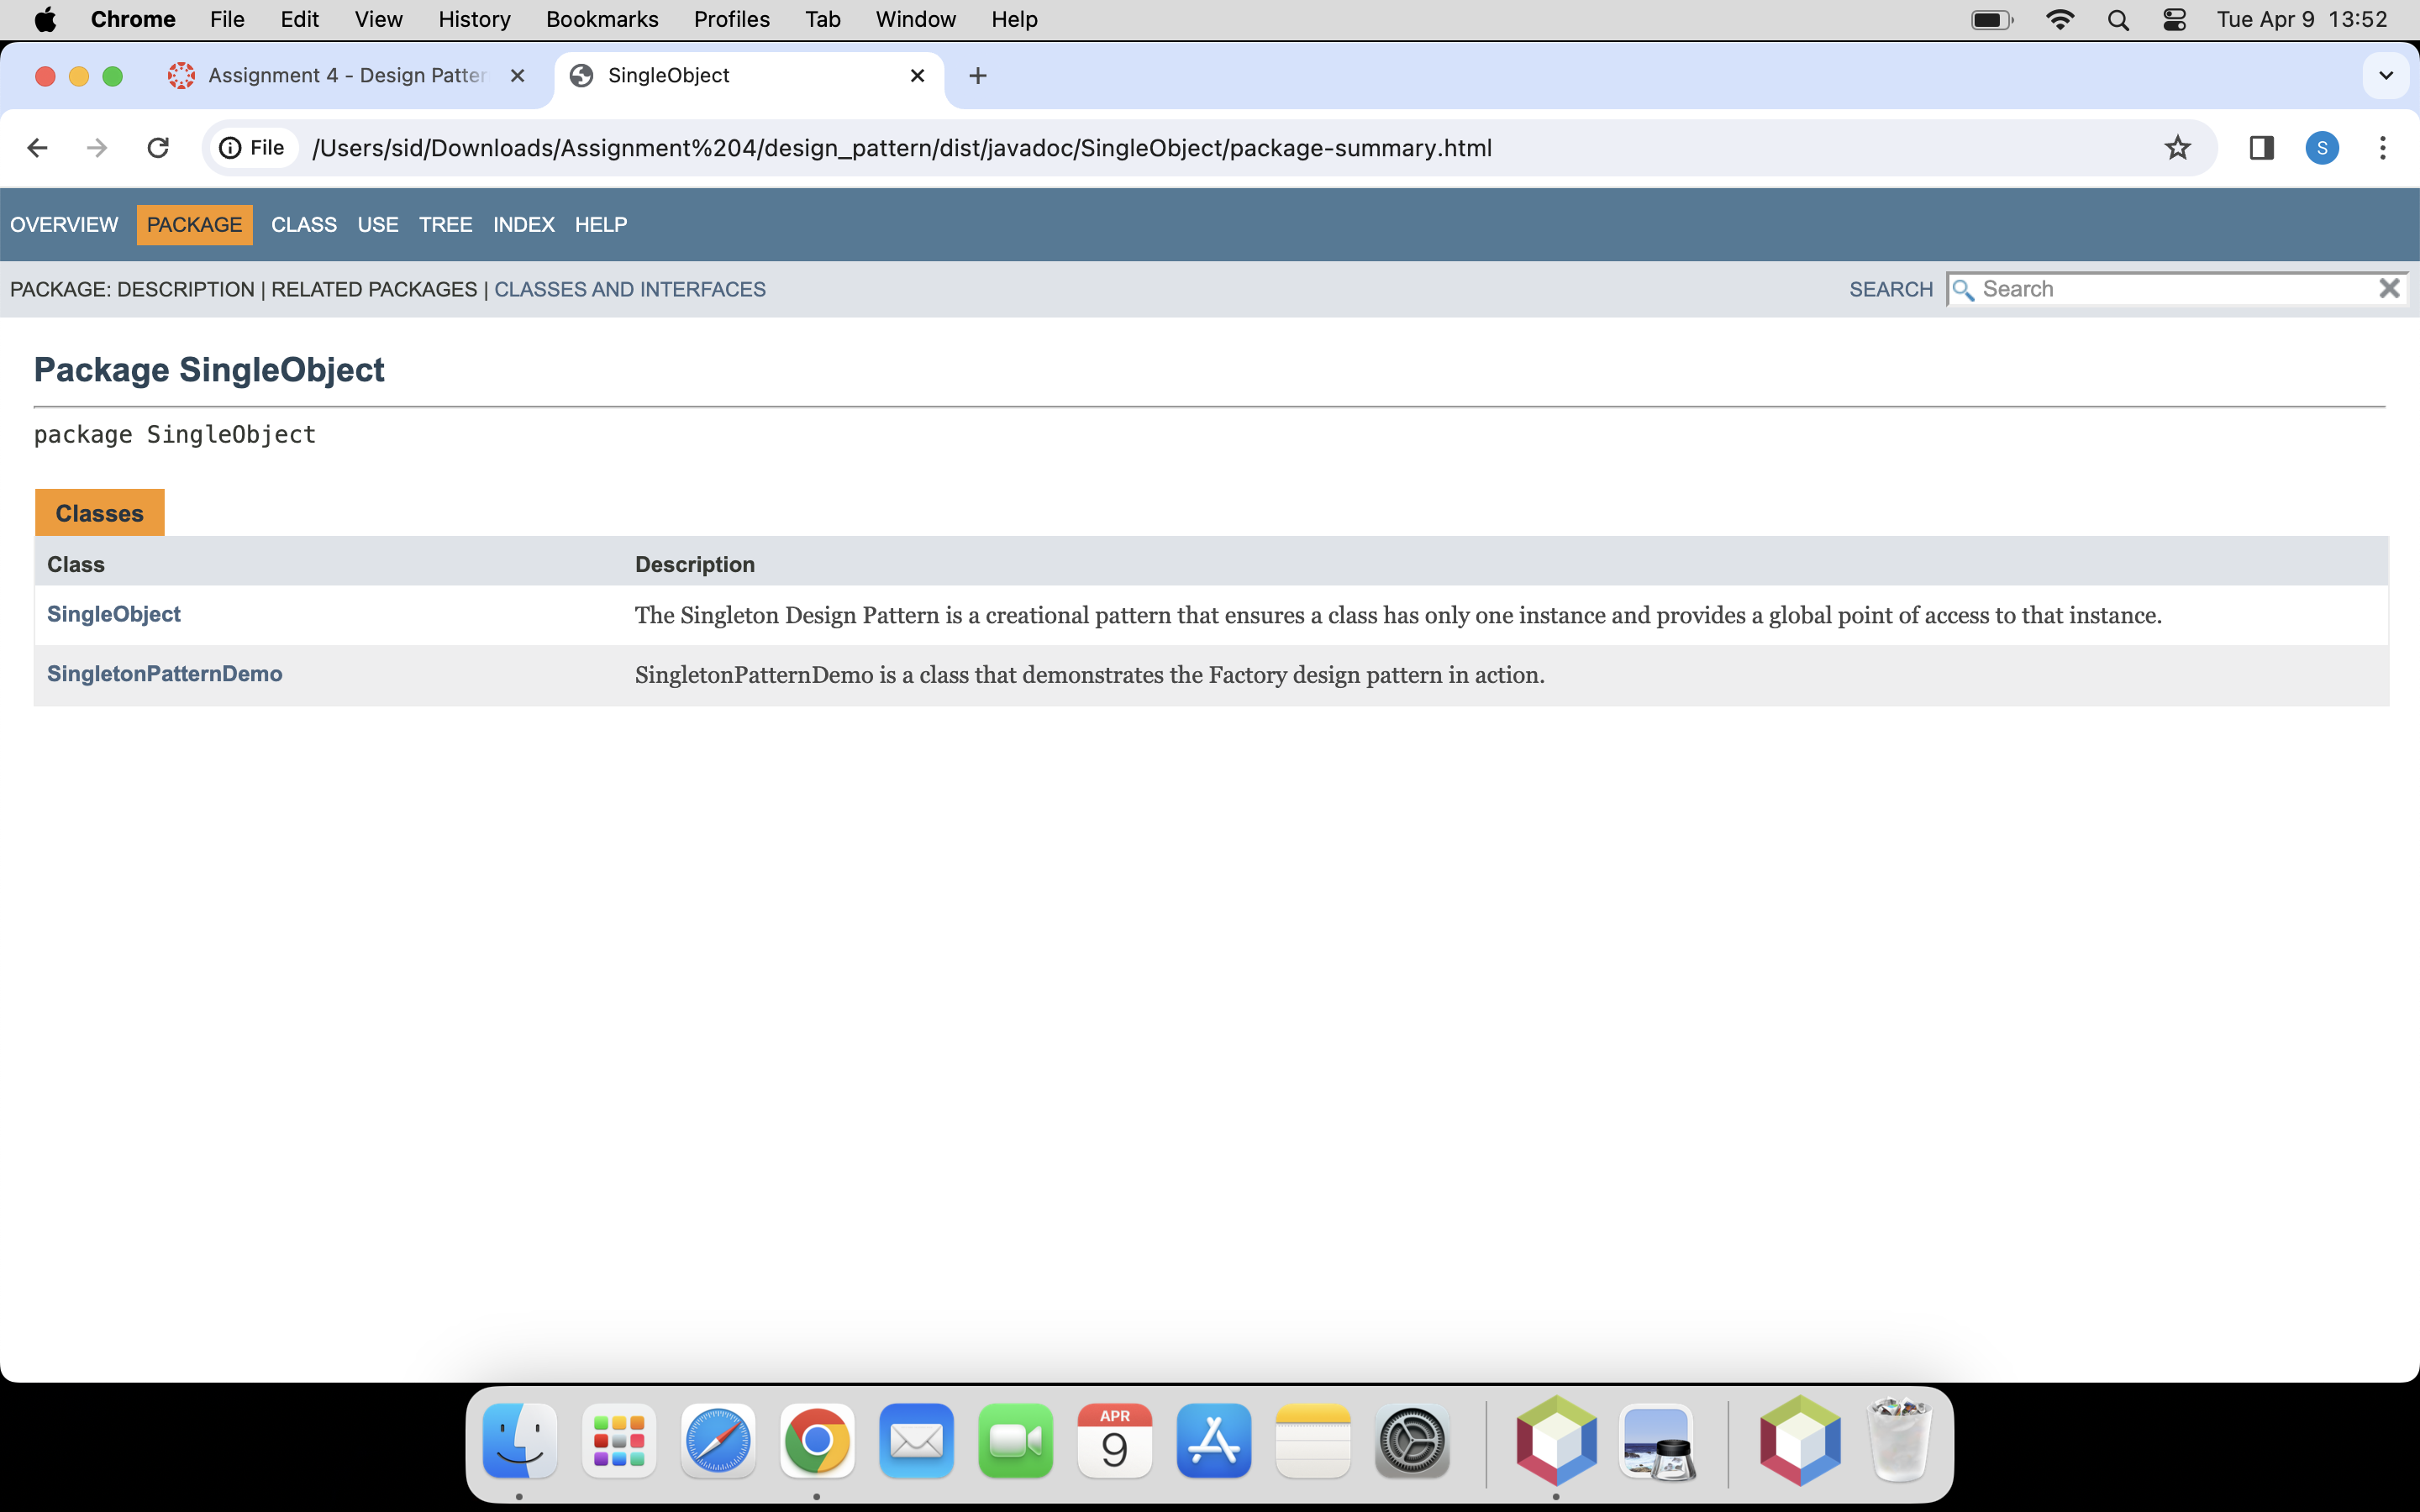 Chrome File Edit View History Bookmarks Profiles Tab Window Help Tue Apr 9 13:52
Assignment 4 - Design Patter SingleObject
File /Users/sid/Downloads/Assignment%204/design_pattern/dist/javadoc/SingleObject/package-summary.html S
OVERVIEW PACKAGE CLASS USE TREE INDEX HELP
PACKAGE: DESCRIPTION | RELATED PACKAGES | CLASSES AND INTERFACES SEARCH Search
Package SingleObject
package SingleObject
Classes
Class Description
SingleObject The Singleton Design Pattern is a creational pattern that ensures a class has only one instance and provides a global point of access to that instance.
SingletonPatternDemo SingletonPatternDemo is a class that demonstrates the Factory design pattern in action.
APR
9